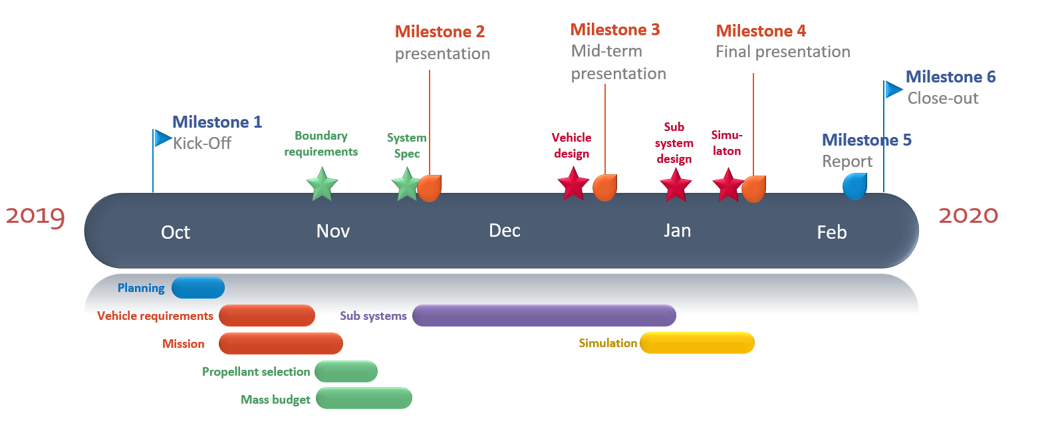 Milestone 2
presentation
Milestone 3
Mid-term
presentation
Milestone 4
Final presentation
Milestone 6
Close-out
Milestone 1
Kick-Off
Boundary
requirements
System
Spec
Vehicle
design
Sub
system
design
Simu-
laton
Milestone 5
Report
2019
Oct
Nov
Dec
Jan
Feb
2020
Planning
Vehicle requirements
Sub systems
Mission
Simulation
Propellant selection
Mass budget